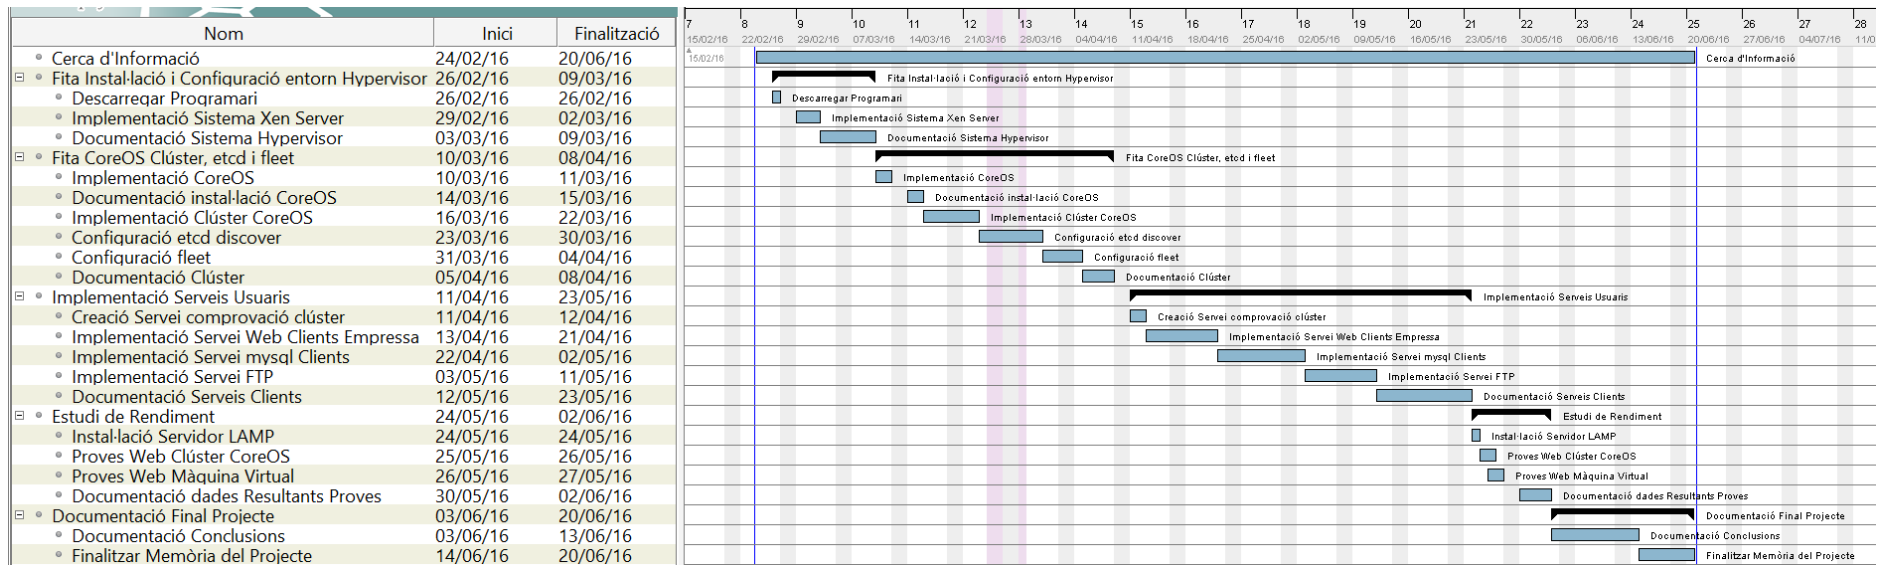 Nom Inici Finalització
Cerca d'Informació 24/02/16 20/06/16
Fita Instal·lació i Configuració entorn Hypervisor 26/02/16 09/03/16
Descarregar Programari 26/02/16 26/02/16
Implementació Sistema Xen Server 29/02/16 02/03/16
Documentació Sistema Hypervisor 03/03/16 09/03/16
Fita CoreOS Clúster, etcd i fleet 10/03/16 08/04/16
Implementació CoreOS 10/03/16 11/03/16
Documentació instal·lació CoreOS 14/03/16 15/03/16
Implementació Clúster CoreOS 16/03/16 22/03/16
Configuració etcd discover 23/03/16 30/03/16
Configuració fleet 31/03/16 04/04/16
Documentació Clúster 05/04/16 08/04/16
Implementació Serveis Usuaris 11/04/16 23/05/16
Creació Servei comprovació clúster 11/04/16 12/04/16
Implementació Servei Web Clients Empressa 13/04/16 21/04/16
Implementació Servei mysql Clients 22/04/16 02/05/16
Implementació Servei FTP 03/05/16 11/05/16
Documentació Serveis Clients 12/05/16 23/05/16
Estudi de Rendiment 24/05/16 02/06/16
Instal·lació Servidor LAMP 24/05/16 24/05/16
Proves Web Clúster CoreOS 25/05/16 26/05/16
Proves Web Màquina Virtual 26/05/16 27/05/16
Documentació dades Resultants Proves 30/05/16 02/06/16
Documentació Final Projecte 03/06/16 20/06/16
Documentació Conclusions 03/06/16 13/06/16
Finalitzar Memòria del Projecte 14/06/16 20/06/16
7 8 9 10 11 12 13 14 15 16 17 18 19 20 21 22 23 24 25 26 27 28
15/02/16 22/02/16 29/02/16 07/03/16 14/03/16 21/03/16 28/03/16 04/04/16 11/04/16 18/04/16 25/04/16 02/05/16 09/05/16 16/05/16 23/05/16 30/05/16 06/06/16 13/06/16 20/06/16 27/06/16 04/07/16 11/0
15/02/16
Cerca d'Informació
Fita Instal·lació i Configuració entorn Hypervisor
Descarregar Programari
Implementació Sistema Xen Server
Documentació Sistema Hypervisor
Fita CoreOS Clúster, etcd i fleet
Implementació CoreOS
Documentació instal·lació CoreOS
Implementació Clúster CoreOS
Configuració etcd discover
Configuració fleet
Documentació Clúster
Implementació Serveis Usuaris
Creació Servei comprovació clúster
Implementació Servei Web Clients Empressa
Implementació Servei mysql Clients
Implementació Servei FTP
Documentació Serveis Clients
Estudi de Rendiment
Instal·lació Servidor LAMP
Proves Web Clúster CoreOS
Proves Web Màquina Virtual
Documentació dades Resultants Proves
Documentació Final Projecte
Documentació Conclusions
Finalitzar Memòria del Projecte